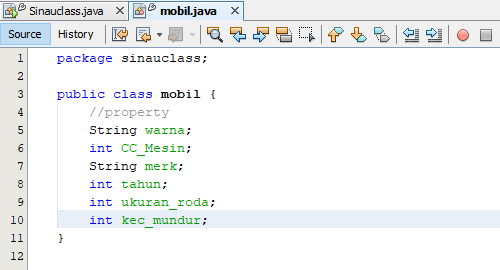 Sinauclass.java mobil.java
Source History
1 package sinauclass;
2
3 public class mobil {
4 //property
5 String warna;
6 int CC_Mesin;
7 String merk;
8 int tahun;
9 int ukuran_roda;
10 int kec_mundur;
11 }
12